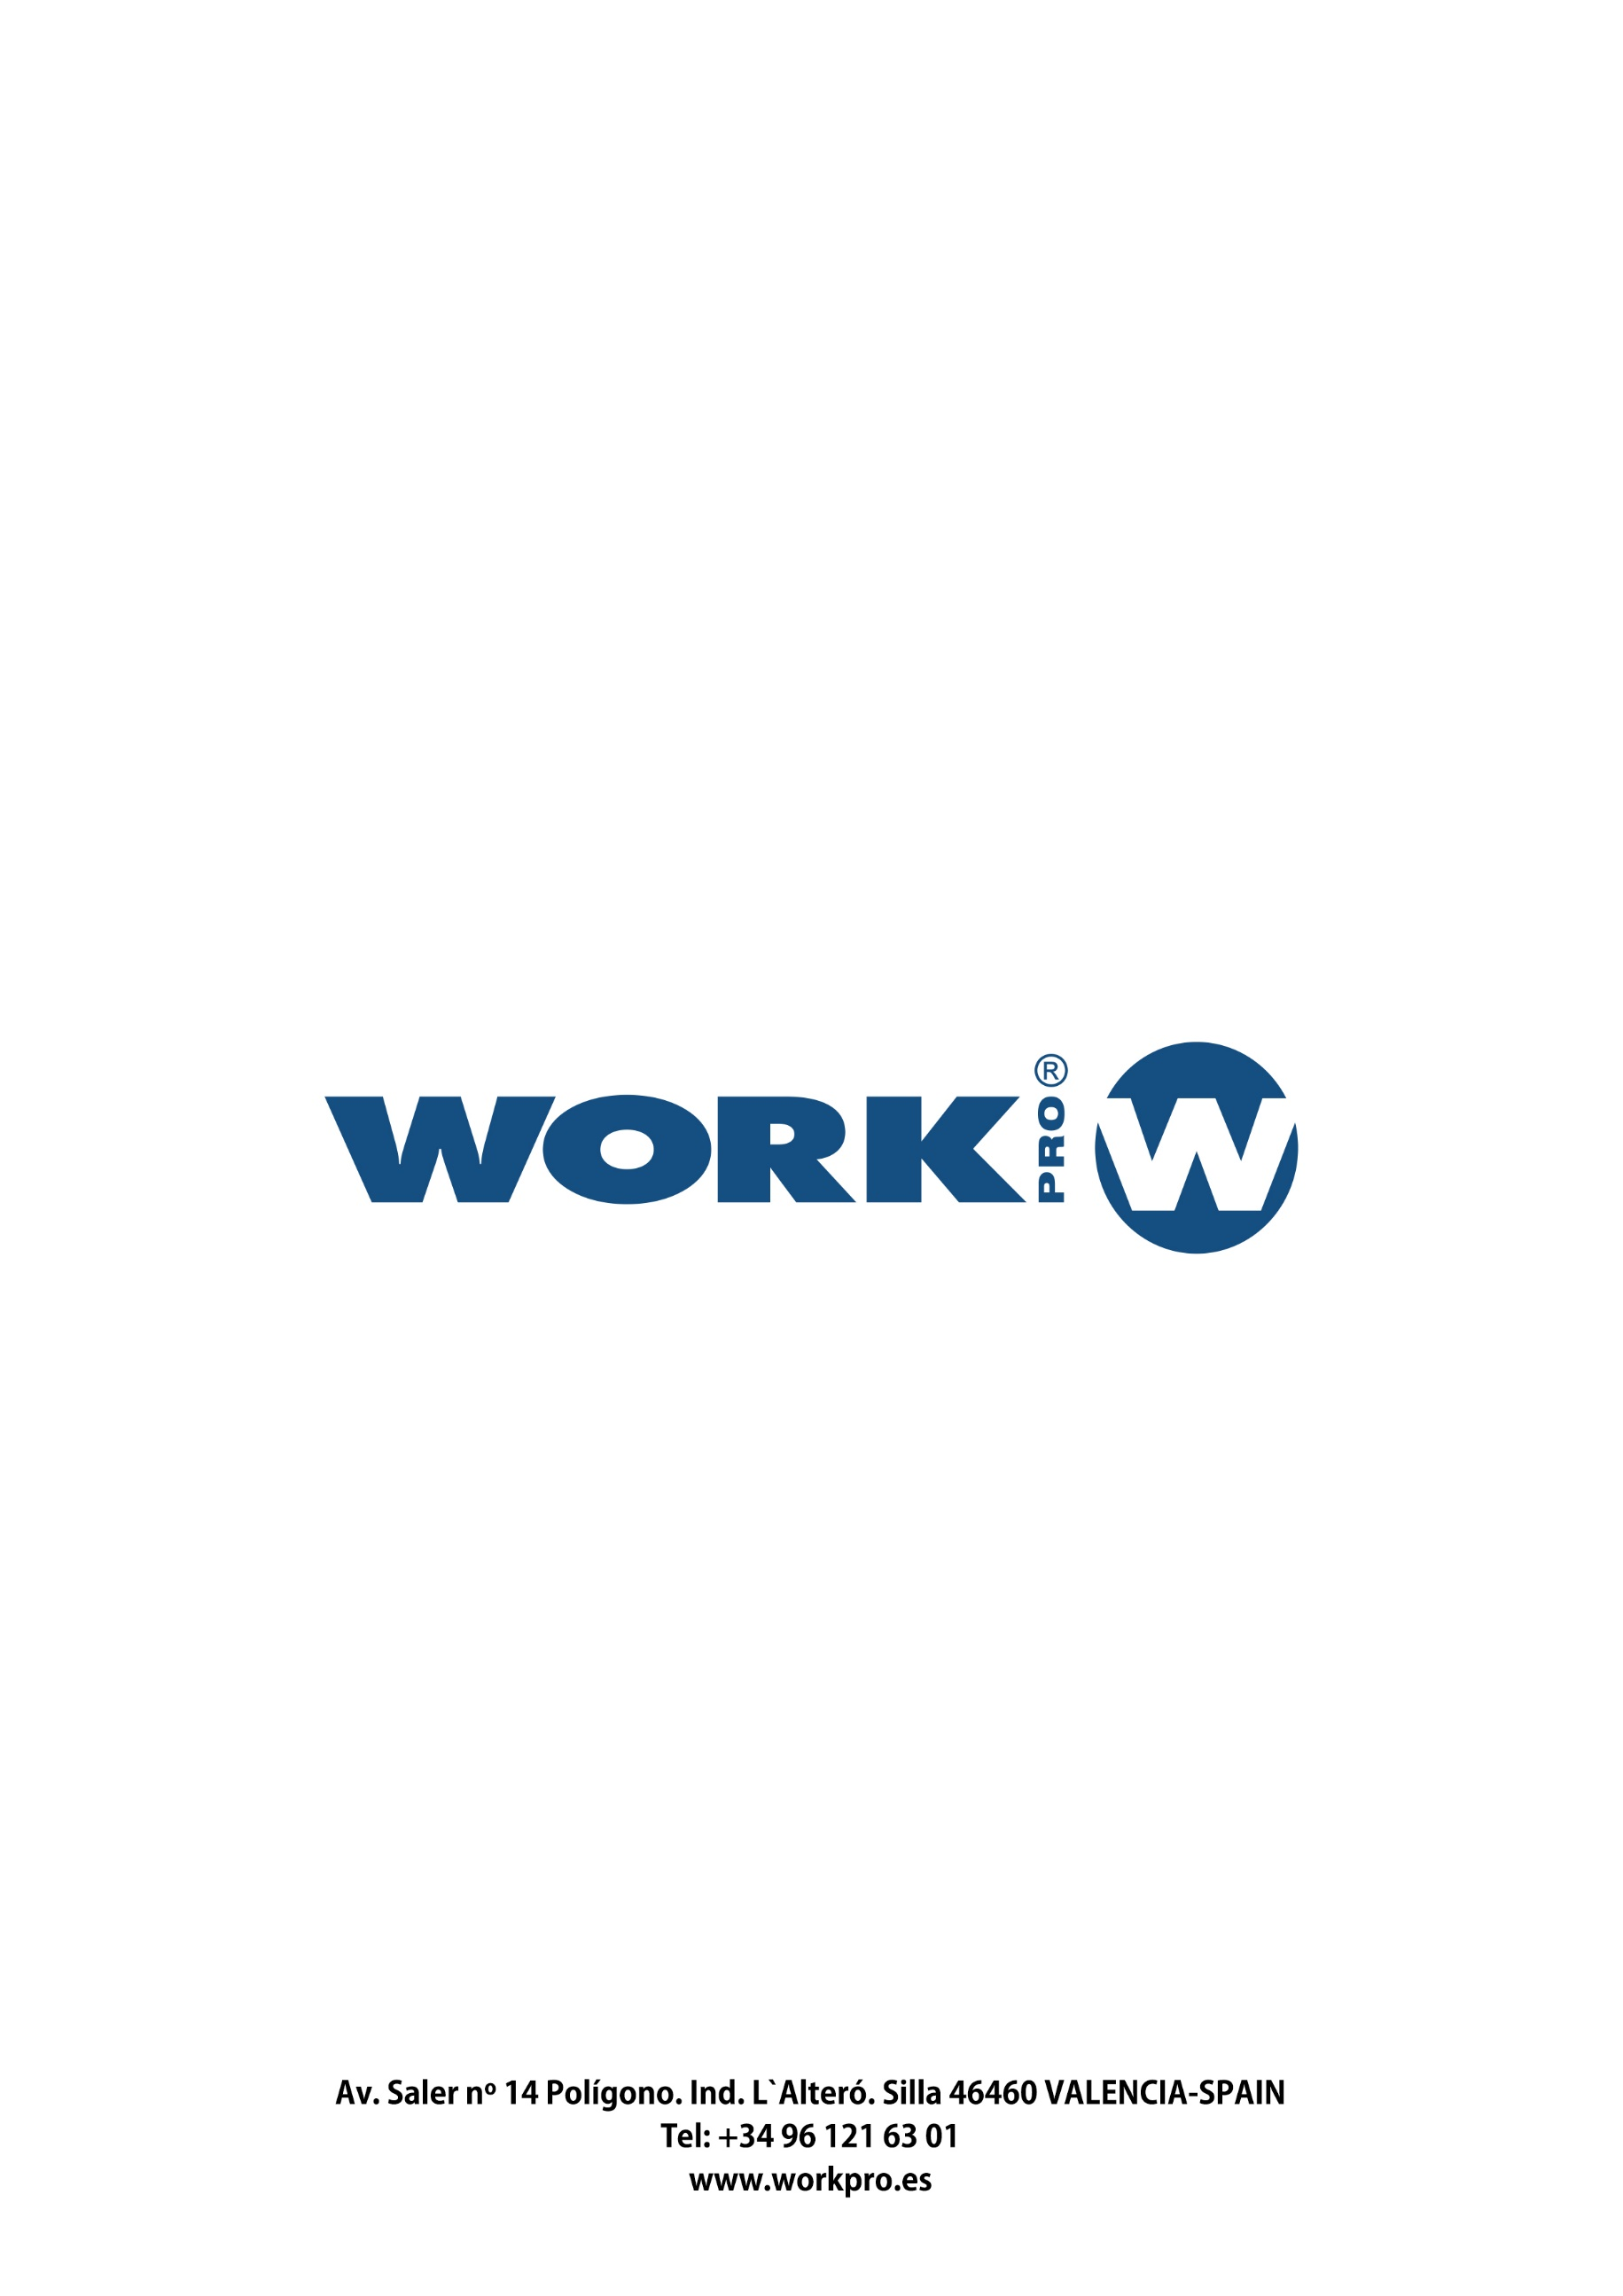 WORK PRO® W
Av. Saler nº 14 Polígono. Ind. L`Alteró. Silla 46460 VALENCIA-SPAIN
Tel: +34 96 121 63 01
www.workpro.es